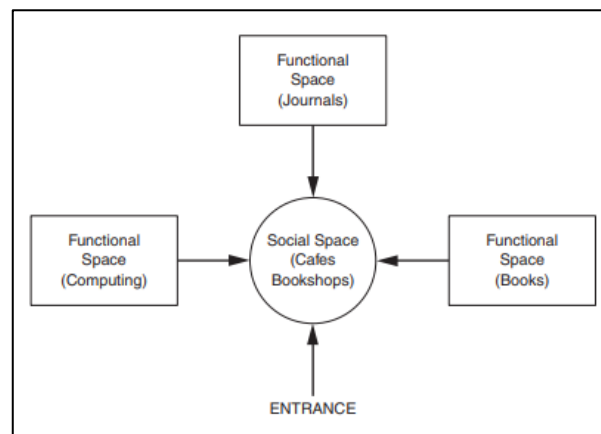 Functional
Space
(Journals)
Functional
Space
(Computing)
Social Space
(Cafes
Bookshops)
Functional
Space
(Books)
ENTRANCE